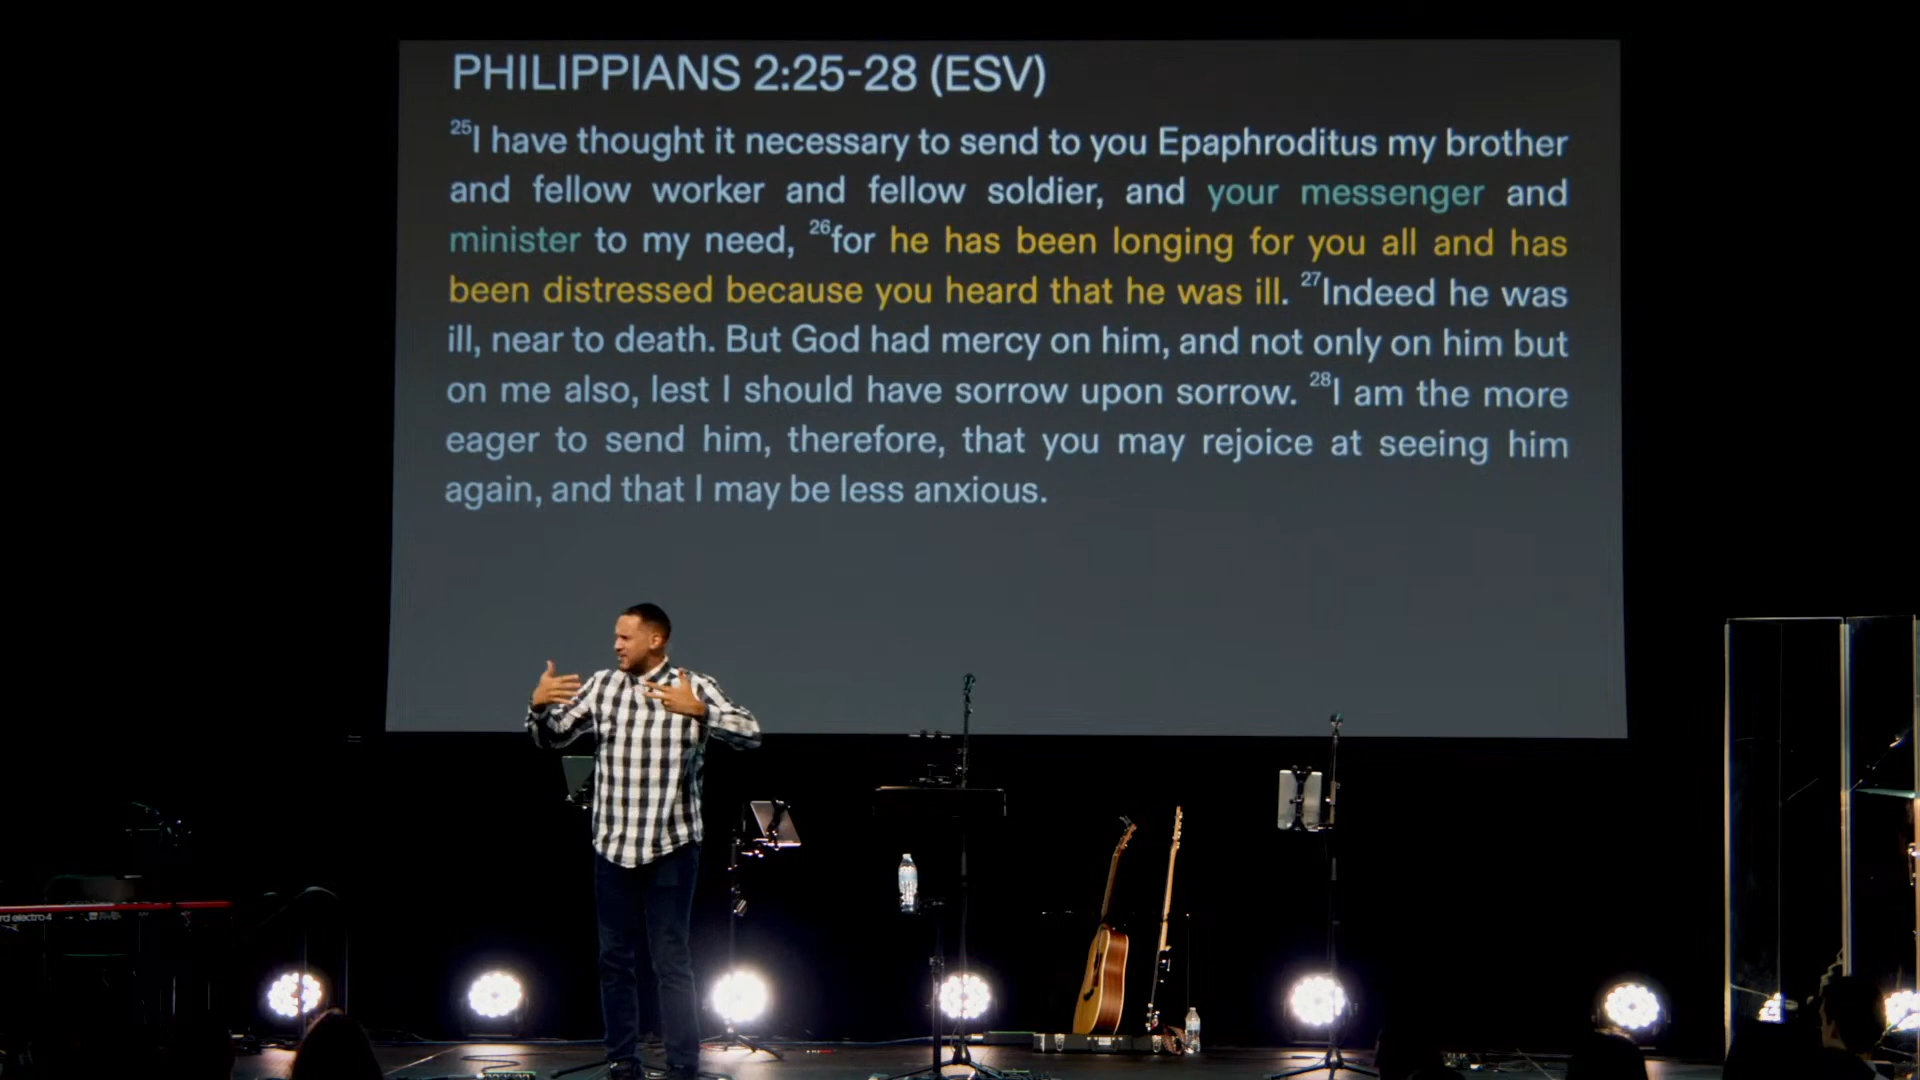 PHILIPPIANS 2:25-28 (ESV)
25I have thought it necessary to send to you Epaphroditus my brother
and fellow worker and fellow soldier, and your messenger and
minister to my need, 26for he has been longing for you all and has
been distressed because you heard that he was ill. 27Indeed he was
ill, near to death. But God had mercy on him, and not only on him but
on me also, lest I should have sorrow upon sorrow. 28I am the more
eager to send him, therefore, that you may rejoice at seeing him
again, and that I may be less anxious.
rd electro 4